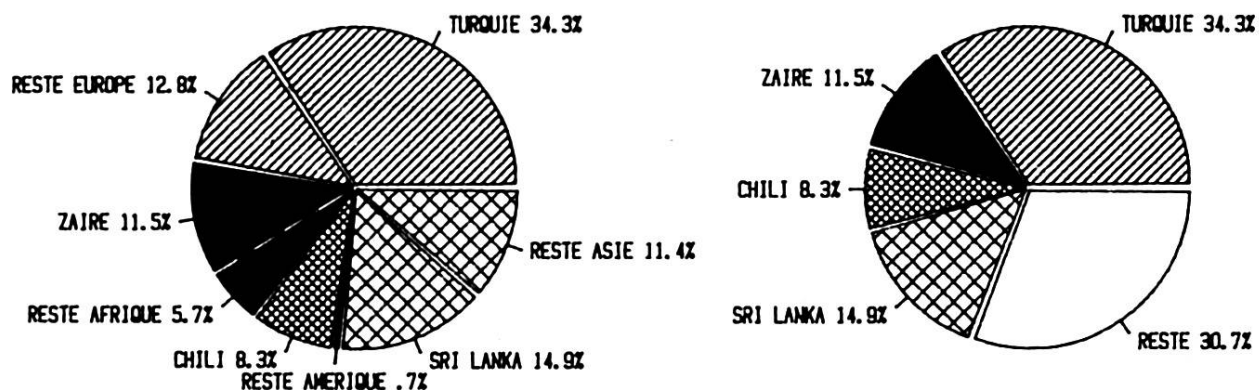 TURQUIE 34.3%
RESTE EUROPE 12.8%
ZAIRE 11.5%
RESTE AFRIQUE 5.7%
CHILI 8.3%
RESTE AMERIQUE .7%
SRI LANKA 14.9%
RESTE ASIE 11.4%
TURQUIE 34.3%
ZAIRE 11.5%
CHILI 8.3%
SRI LANKA 14.9%
RESTE 30.7%